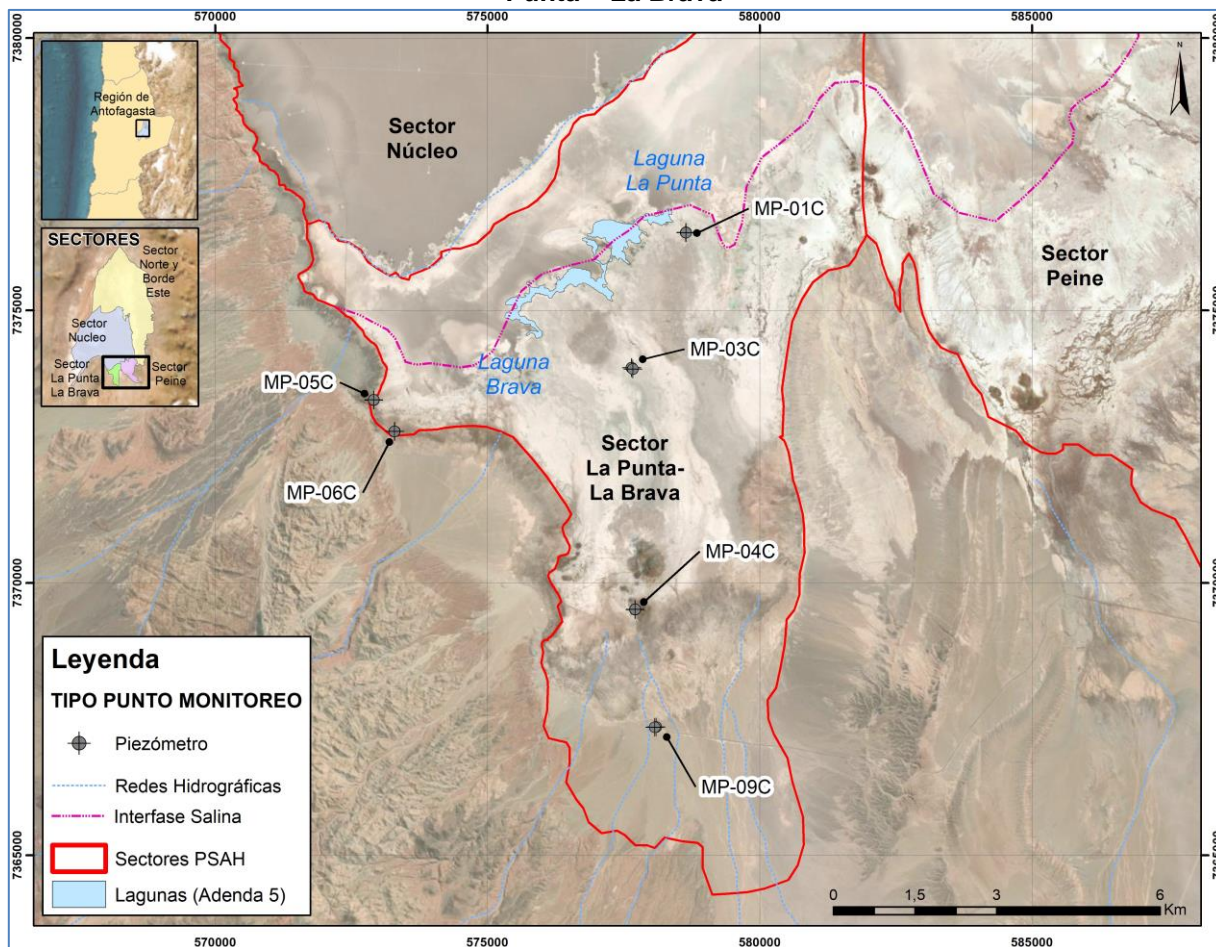 Punta – La Brava
570000
575000
580000
585000
7380000
7380000
Región de
Antofagasta
Sector
Núcleo
Laguna
La Punta
MP-01C
SECTORES
Sector
Norte y
Borde
Este
Sector
Nucleo
Sector
La Punta
La Brava
Sector
Peine
Sector
Peine
7375000
7375000
MP-03C
Laguna
Brava
MP-05C
Sector
La Punta-
La Brava
MP-06C
MP-04C
7370000
7370000
MP-09C
Leyenda
TIPO PUNTO MONITOREO
Piezómetro
Redes Hidrográficas
Interfase Salina
Sectores PSAH
Lagunas (Adenda 5)
7365000
7365000
N
0 1,5 3 6
Km
570000
575000
580000
585000